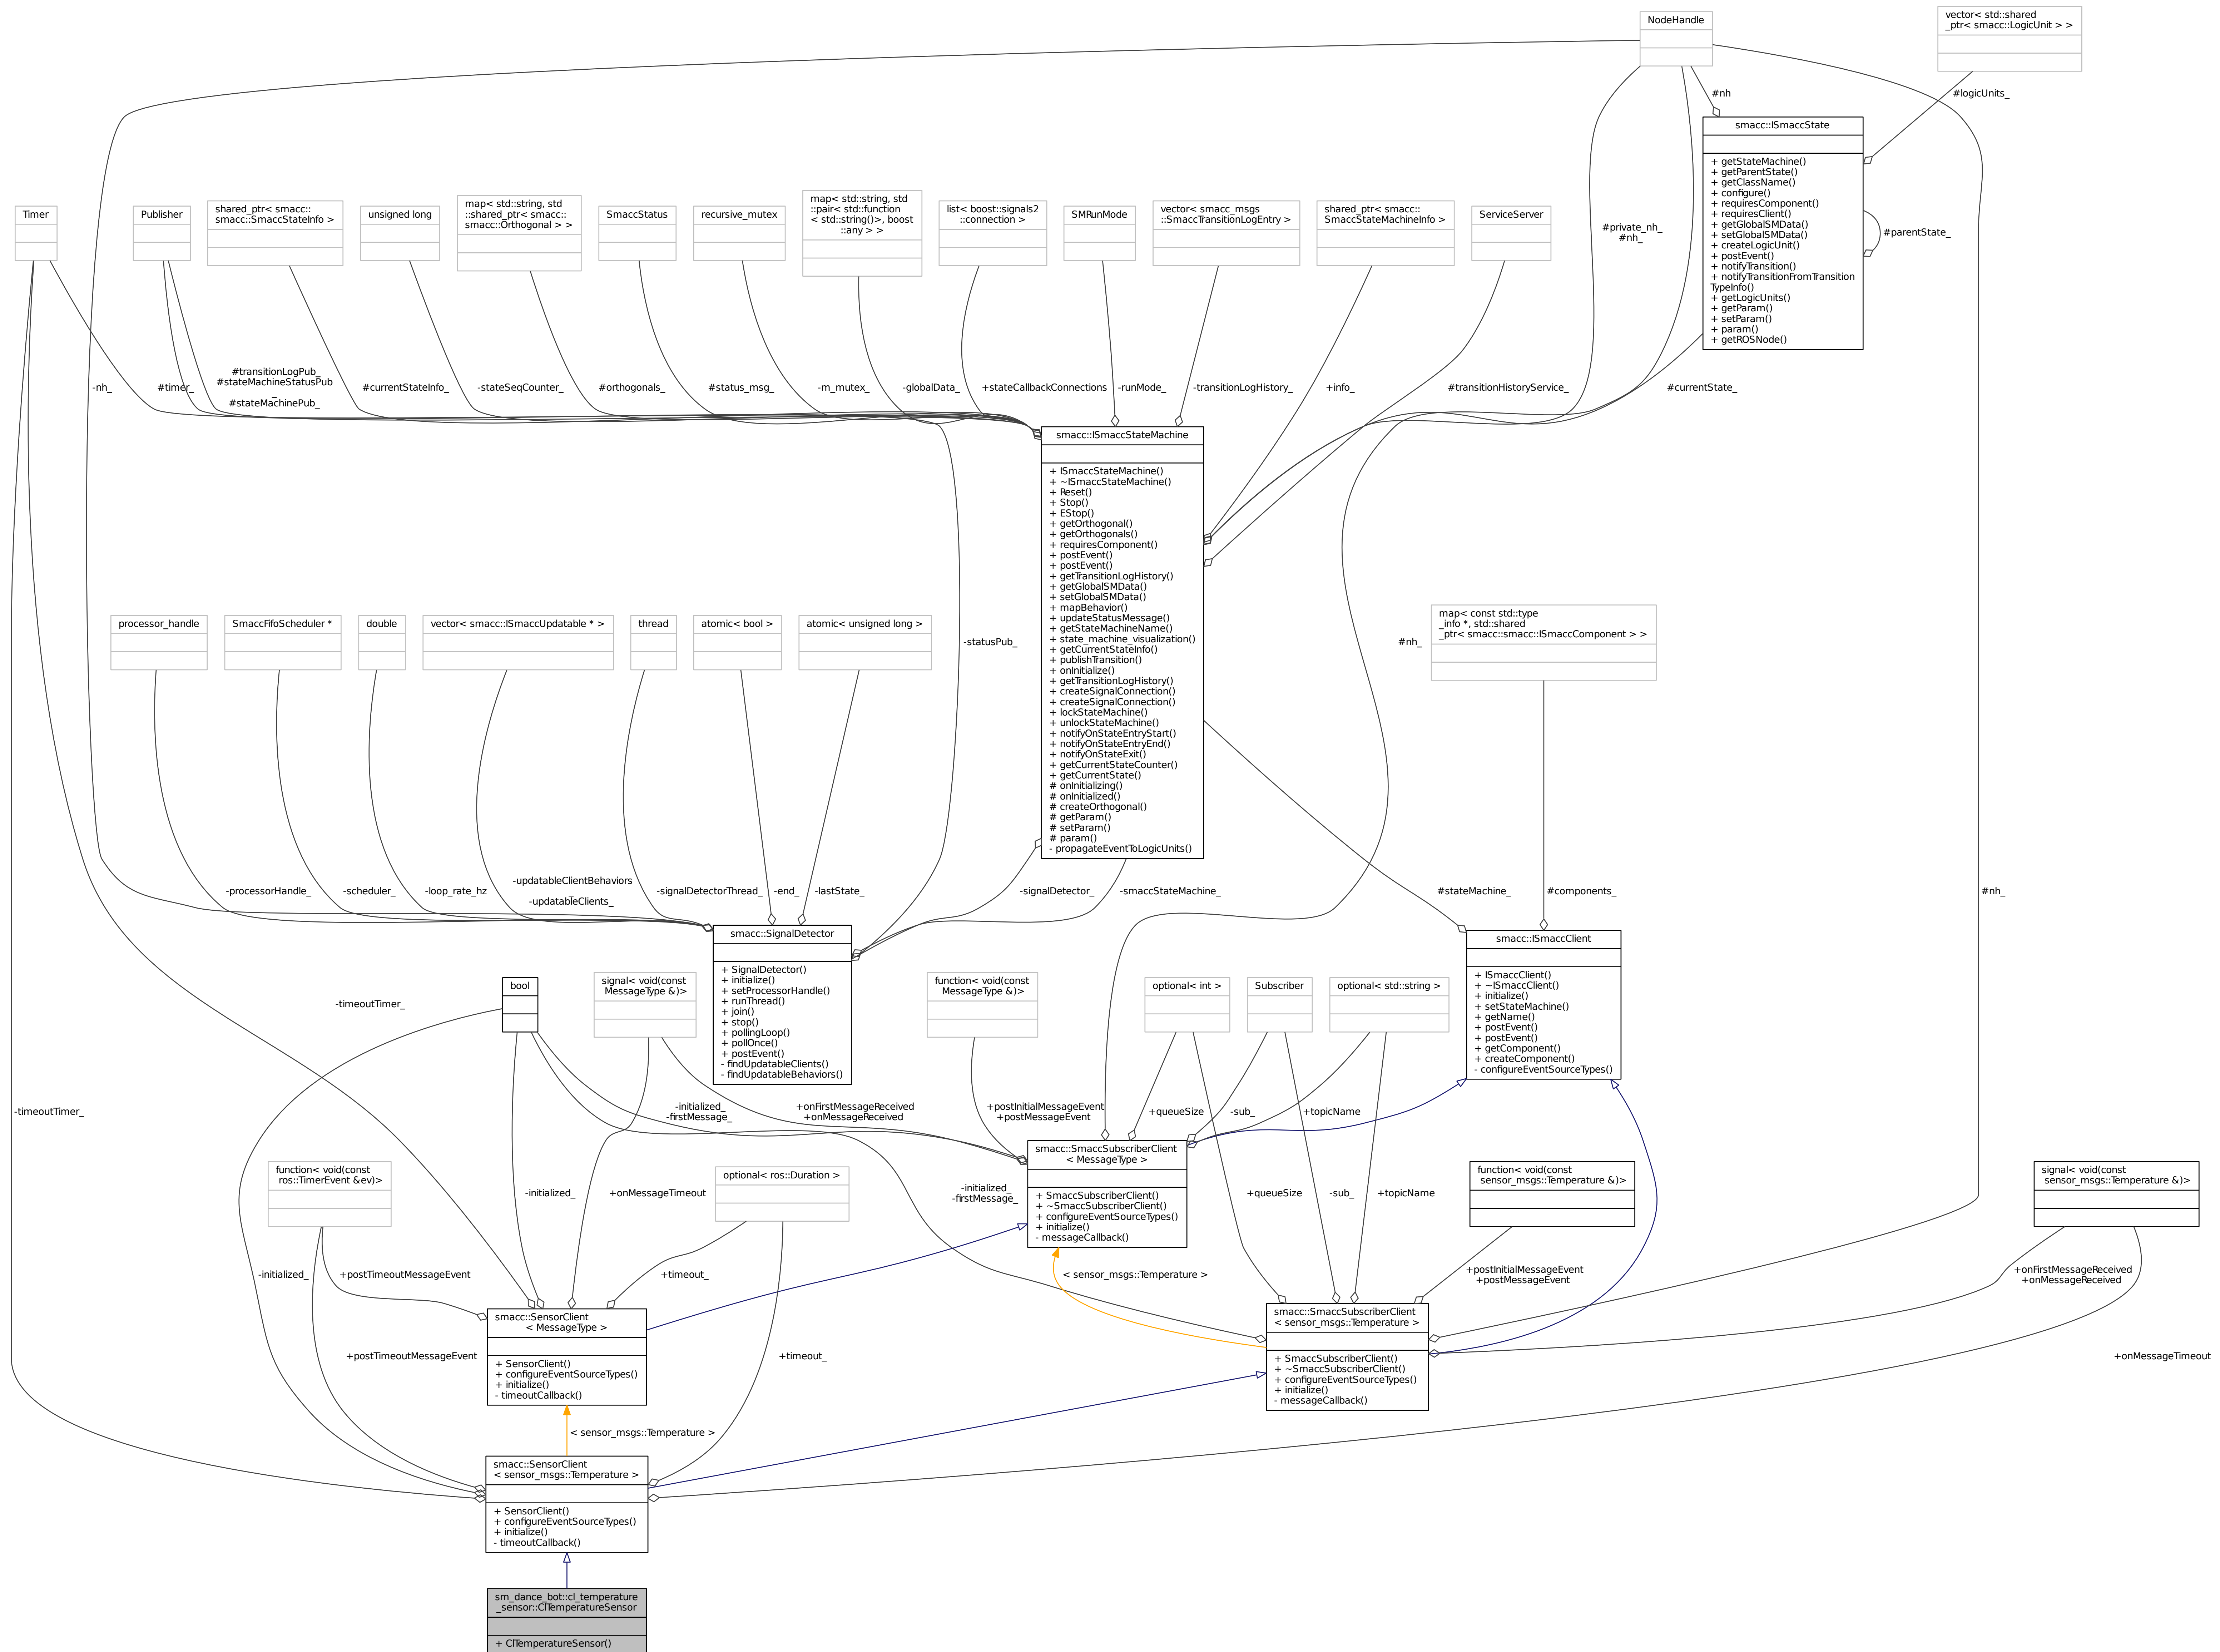 NodeHandle
vector< std::shared
_ptr< smacc::LogicUnit > >
#nh
#logicUnits_
smacc::ISmaccState
+ getStateMachine()
+ getParentState()
+ getClassName()
+ configure()
+ requiresComponent()
+ requiresClient()
+ getGlobalSMData()
+ setGlobalSMData()
+ createLogicUnit()
+ postEvent()
+ notifyTransition()
+ notifyTransitionFromTransition
TypeInfo()
+ getLogicUnits()
+ getParam()
+ setParam()
+ param()
+ getROSNode()
#parentState_
#private_nh_
#nh_
Timer
Publisher
shared_ptr< smacc::
smacc::SmaccStateInfo >
unsigned long
map< std::string, std
::shared_ptr< smacc::
smacc::Orthogonal > >
SmaccStatus
recursive_mutex
map< std::string, std
::pair< std::function
< std::string()>, boost
::any > >
list< boost::signals2
::connection >
SMRunMode
vector< smacc_msgs
::SmaccTransitionLogEntry >
shared_ptr< smacc::
SmaccStateMachineInfo >
ServiceServer
-nh_
#timer_
#transitionLogPub_
#stateMachineStatusPub
_
#stateMachinePub_
#currentStateInfo_
-stateSeqCounter_
#orthogonals_
#status_msg_
-m_mutex_
-globalData_
+stateCallbackConnections
-runMode_
-transitionLogHistory_
+info_
#transitionHistoryService_
#currentState_
smacc::ISmaccStateMachine
+ ISmaccStateMachine()
+ ~ISmaccStateMachine()
+ Reset()
+ Stop()
+ EStop()
+ getOrthogonal()
+ getOrthogonals()
+ requiresComponent()
+ postEvent()
+ postEvent()
+ getTransitionLogHistory()
+ getGlobalSMData()
+ setGlobalSMData()
+ mapBehavior()
+ updateStatusMessage()
+ getStateMachineName()
+ state_machine_visualization()
+ getCurrentStateInfo()
+ publishTransition()
+ onInitialize()
+ getTransitionLogHistory()
+ createSignalConnection()
+ createSignalConnection()
+ lockStateMachine()
+ unlockStateMachine()
+ notifyOnStateEntryStart()
+ notifyOnStateEntryEnd()
+ notifyOnStateExit()
+ getCurrentStateCounter()
+ getCurrentState()
# onInitializing()
# onInitialized()
# createOrthogonal()
# getParam()
# setParam()
# param()
- propagateEventToLogicUnits()
processor_handle
SmaccFifoScheduler *
double
vector< smacc::ISmaccUpdatable * >
thread
atomic< bool >
atomic< unsigned long >
-statusPub_
#nh_
map< const std::type
_info *, std::shared
_ptr< smacc::smacc::ISmaccComponent > >
-processorHandle_
-scheduler_
-loop_rate_hz
-updatableClientBehaviors
_
-updatableClients_
-signalDetectorThread_
-end_
-lastState_
-signalDetector_
-smaccStateMachine_
#stateMachine_
#components_
#nh_
smacc::SignalDetector
+ SignalDetector()
+ initialize()
+ setProcessorHandle()
+ runThread()
+ join()
+ stop()
+ pollingLoop()
+ pollOnce()
+ postEvent()
- findUpdatableClients()
- findUpdatableBehaviors()
smacc::ISmaccClient
+ ISmaccClient()
+ ~ISmaccClient()
+ initialize()
+ setStateMachine()
+ getName()
+ postEvent()
+ postEvent()
+ getComponent()
+ createComponent()
- configureEventSourceTypes()
-timeoutTimer_
bool
signal< void(const
MessageType &)>
function< void(const
MessageType &)>
optional< int >
Subscriber
optional< std::string >
-timeoutTimer_
-initialized_
-firstMessage_
+onFirstMessageReceived
+onMessageReceived
+postInitialMessageEvent
+postMessageEvent
+queueSize
-sub_
+topicName
smacc::SmaccSubscriberClient
< MessageType >
+ SmaccSubscriberClient()
+ ~SmaccSubscriberClient()
+ configureEventSourceTypes()
+ initialize()
- messageCallback()
function< void(const
ros::TimerEvent &ev)>
-initialized_
+onMessageTimeout
optional< ros::Duration >
-initialized_
-firstMessage_
+queueSize
-sub_
+topicName
function< void(const
sensor_msgs::Temperature &)>
signal< void(const
sensor_msgs::Temperature &)>
-initialized_
+postTimeoutMessageEvent
+timeout_
< sensor_msgs::Temperature >
+postInitialMessageEvent
+postMessageEvent
+onFirstMessageReceived
+onMessageReceived
smacc::SensorClient
< MessageType >
+ SensorClient()
+ configureEventSourceTypes()
+ initialize()
- timeoutCallback()
smacc::SmaccSubscriberClient
< sensor_msgs::Temperature >
+ SmaccSubscriberClient()
+ ~SmaccSubscriberClient()
+ configureEventSourceTypes()
+ initialize()
- messageCallback()
+postTimeoutMessageEvent
+timeout_
+onMessageTimeout
< sensor_msgs::Temperature >
smacc::SensorClient
< sensor_msgs::Temperature >
+ SensorClient()
+ configureEventSourceTypes()
+ initialize()
- timeoutCallback()
sm_dance_bot::cl_temperature
_sensor::ClTemperatureSensor
+ ClTemperatureSensor()